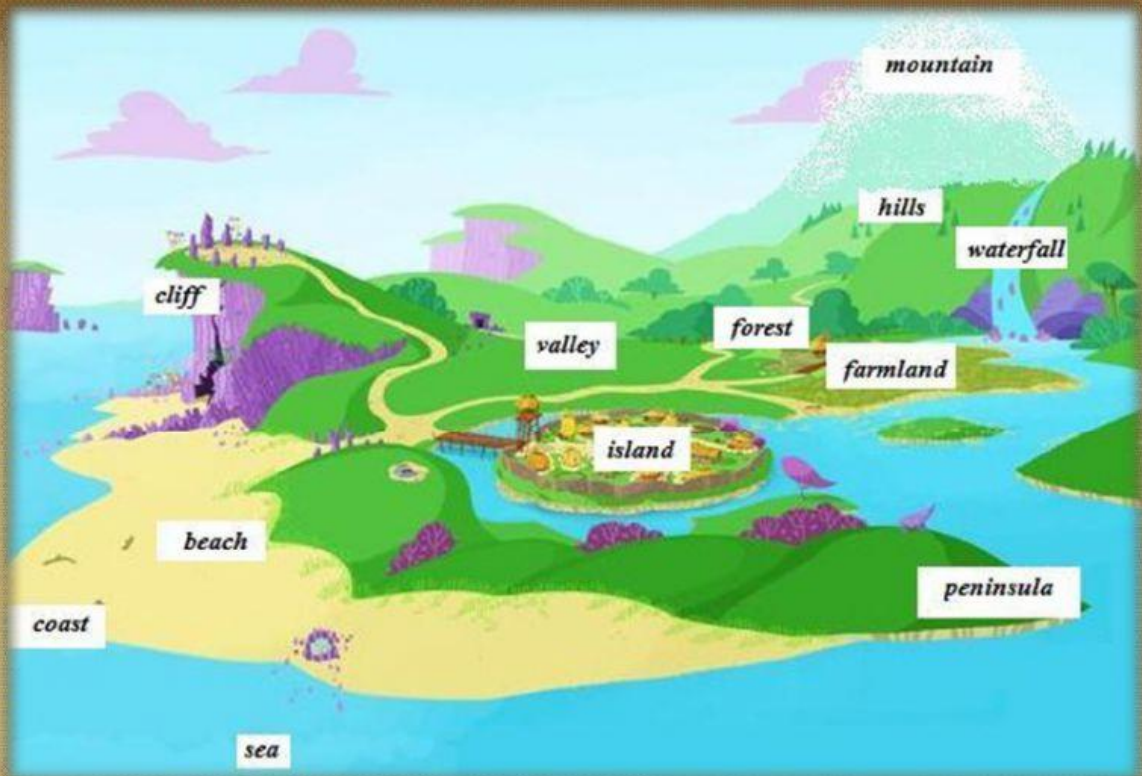 mountain
hills
waterfall
cliff
forest
valley
farmland
island
beach
peninsula
coast
sea